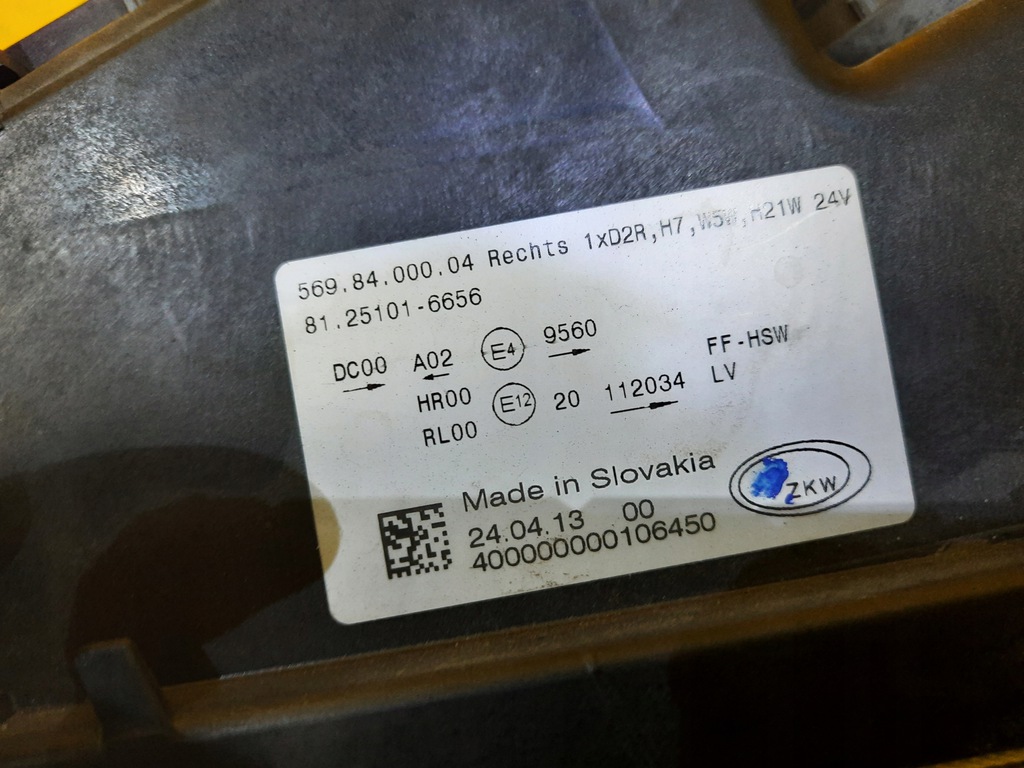 569.84.000.04 Rechts 1xD2R,H7,W5W,H21W 24V
81.25101-6656
DC00 A02 E4 9560 FF-HSW
HR00 E12 20 112034 LV
RL00
Made in Slovakia
24.04.13 00
400000000106450
ZKW